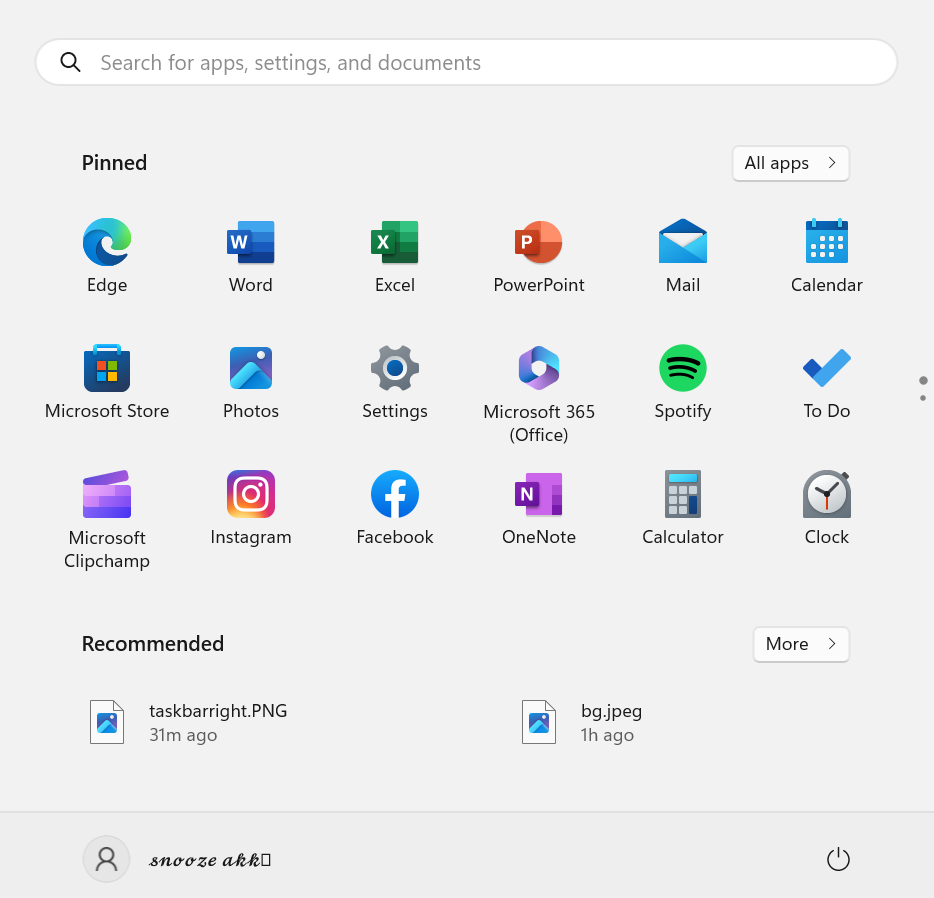 Search for apps, settings, and documents
Pinned
All apps
Edge
Word
Excel
PowerPoint
Mail
Calendar
Microsoft Store
Photos
Settings
Microsoft 365
(Office)
Spotify
To Do
Microsoft
Clipchamp
Instagram
Facebook
OneNote
Calculator
Clock
Recommended
More
taskbarright.PNG
31m ago
bg.jpeg
1h ago
𝓼𝓷𝓸𝓸𝔃𝓮 𝓪𝓴𝓴